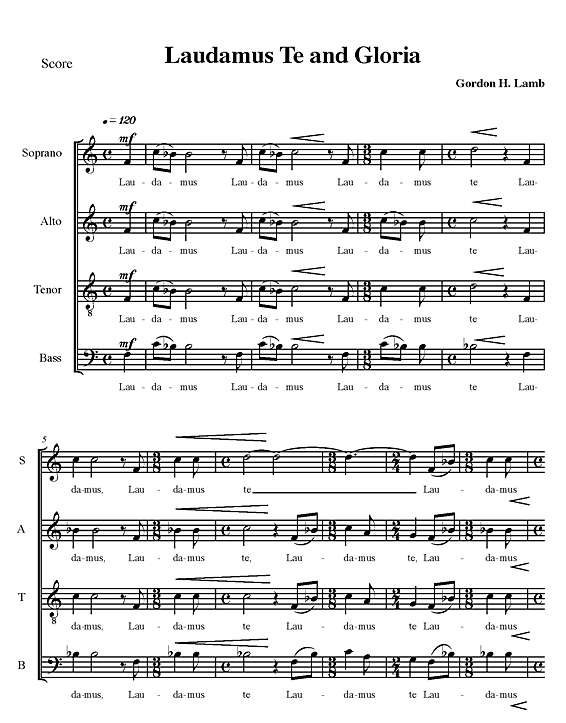 Laudamus Te and Gloria
Score
Gordon H. Lamb
= 120
mf
Soprano
Lau - da - mus Lau - da - mus Lau - da - mus te Lau-
mf
Alto
Lau - da - mus Lau - da - mus Lau - da - mus te Lau-
mf
Tenor
8
Lau - da - mus Lau - da - mus Lau - da - mus te Lau-
mf
Bass
Lau - da - mus Lau - da - mus Lau - da - mus te Lau-
5
S
da-mus, Lau - da-mus te Lau - da-mus
A
da-mus, Lau - da-mus te, Lau - da-mus te, Lau - da-mus
T
8
da-mus, Lau - da-mus te, Lau - da-mus te, Lau - da-mus
B
da-mus, Lau - da-mus te, Lau - da-mus te, Lau - da-mus